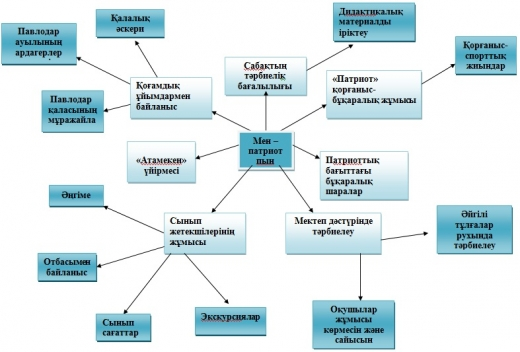 Павлодар
ауылының
ардагерлер
і
Қалалық
әскери
Дидактикалық
материалды
іріктеу
Қорғаныс-
спорттық
жиындар
Қоғамдық
ұйымдармен
байланыс
Сабақтың
тәрбиелік
бағалылығы
«Патриот»
қорғаныс-
бұқаралық жұмыкы
Павлодар
қаласының
мұражайла
«Атамекен»
үйірмесі
Мен –
патриот
пын
Патриоттық
бағыттағы
бұқаралық
шаралар
Әңгіме
Сынып
жетекшілерінің
жұмысы
Мектеп дәстүрінде
тәрбиелеу
Әйгілі
тұлғалар
рухында
тәрбиелеу
Отбасымен
байланыс
Сынып
сағаттар
Экскурсиялар
Оқушылар
жұмысы
көрмесін және
сайысын